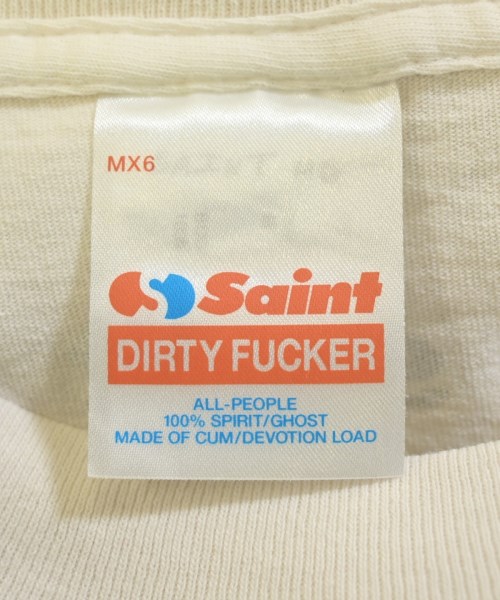 MX6
Saint
DIRTY FUCKER
ALL-PEOPLE
100% SPIRIT/GHOST
MADE OF CUM/DEVOTION LOAD